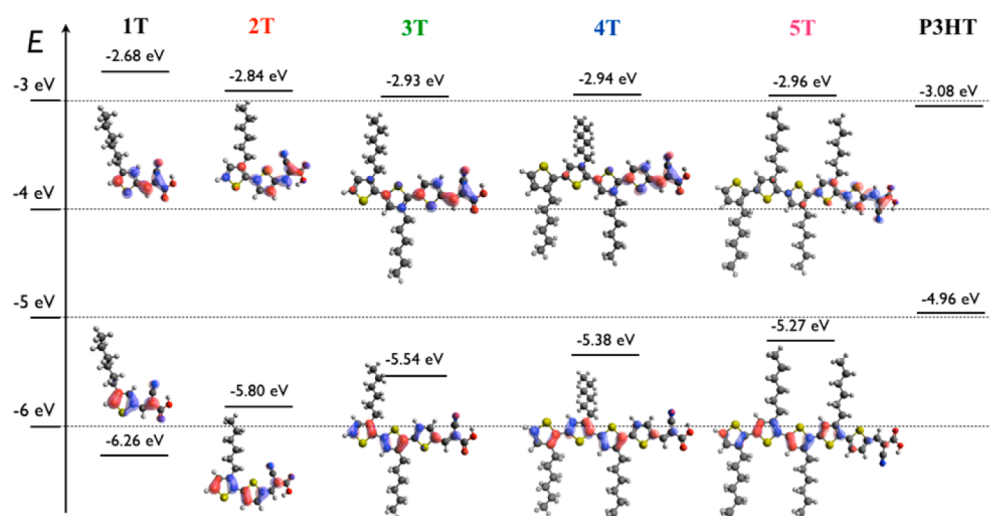 1T 2T 3T 4T 5T P3HT
E
-2.68 eV
-2.84 eV -2.93 eV -2.94 eV -2.96 eV
-3 eV -3.08 eV
-4 eV
-5 eV -4.96 eV
-5.27 eV
-5.38 eV
-5.54 eV
-5.80 eV
-6 eV
-6.26 eV